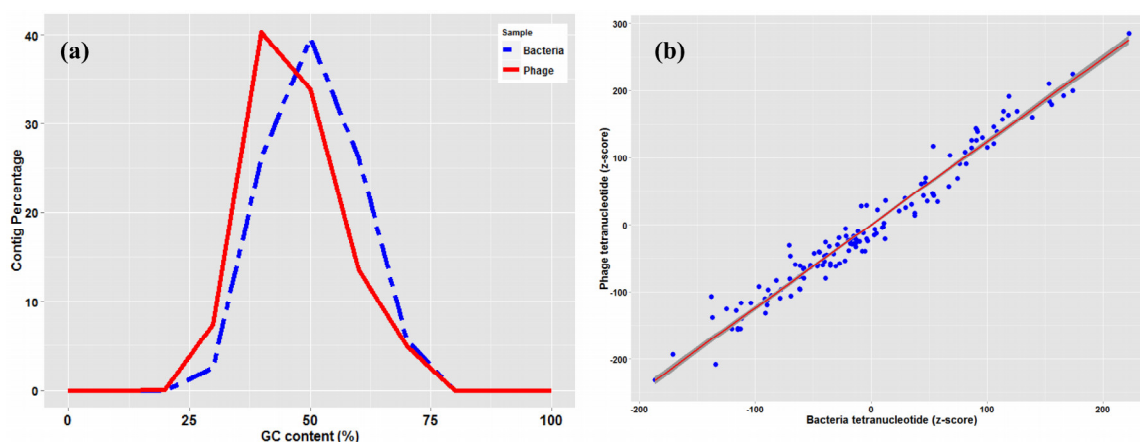 (a)
Sample
Bacteria
Phage
Contig Percentage
40
30
20
10
0
0 25 50 75 100
GC content (%)
(b)
Phage tetranucleotide (z-score)
300
200
100
0
-100
-200
-200 -100 0 100 200
Bacteria tetranucleotide (z-score)